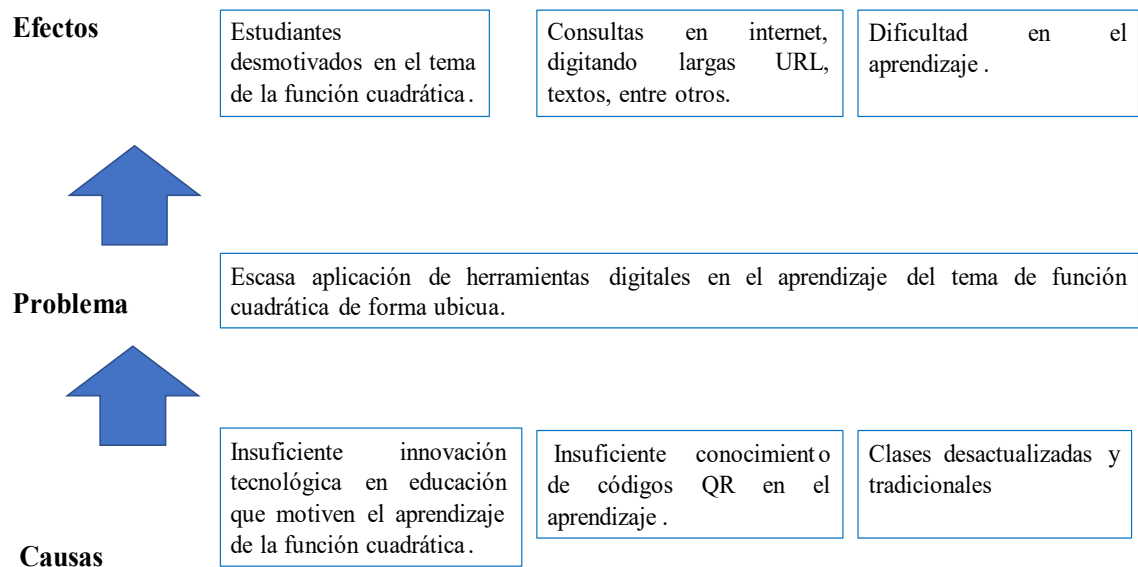 Efectos
Estudiantes
desmotivados en el tema
de la función cuadrática.
Consultas en internet,
digitando largas URL,
textos, entre otros.
Dificultad en el
aprendizaje.
Problema
Escasa aplicación de herramientas digitales en el aprendizaje del tema de función
cuadrática de forma ubicua.
Causas
Insuficiente innovación
tecnológica en educación
que motiven el aprendizaje
de la función cuadrática.
Insuficiente conocimiento
de códigos QR en el
aprendizaje.
Clases desactualizadas y
tradicionales